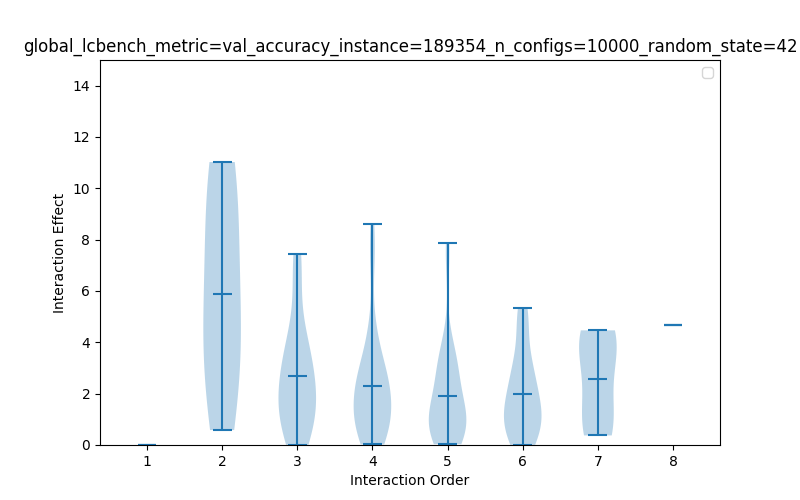 global_lcbench_metric=val_accuracy_instance=189354_n_configs=10000_random_state=42
14
12
10
8
6
4
2
0
Interaction Effect
1 2 3 4 5 6 7 8
Interaction Order